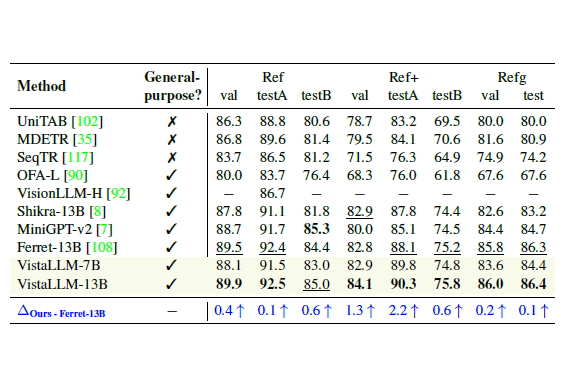 Method General-purpose? Ref Ref+ Refg
val testA testB val testA testB val test
UniTAB [102] ✗ 86.3 88.8 80.6 78.7 83.2 69.5 80.0 80.0
MDETR [35] ✗ 86.8 89.6 81.4 79.5 84.1 70.6 81.6 80.9
SeqTR [117] ✗ 83.7 86.5 81.2 71.5 76.3 64.9 74.9 74.2
OFA-L [90] ✓ 80.0 83.7 76.4 68.3 76.0 61.8 67.6 67.6
VisionLLM-H [92] ✓ – 86.7 – – – – – –
Shikra-13B [8] ✓ 87.8 91.1 81.8 82.9 87.8 74.4 82.6 83.2
MiniGPT-v2 [7] ✓ 88.7 91.7 85.3 80.0 85.1 74.5 84.4 84.7
Ferret-13B [108] ✓ 89.5 92.4 84.4 82.8 88.1 75.2 85.8 86.3
VistaLLM-7B ✓ 88.1 91.5 83.0 82.9 89.8 74.8 83.6 84.4
VistaLLM-13B ✓ 89.9 92.5 85.0 84.1 90.3 75.8 86.0 86.4
Δ Ours - Ferret-13B – 0.4 ↑ 0.1 ↑ 0.6 ↑ 1.3 ↑ 2.2 ↑ 0.6 ↑ 0.2 ↑ 0.1 ↑